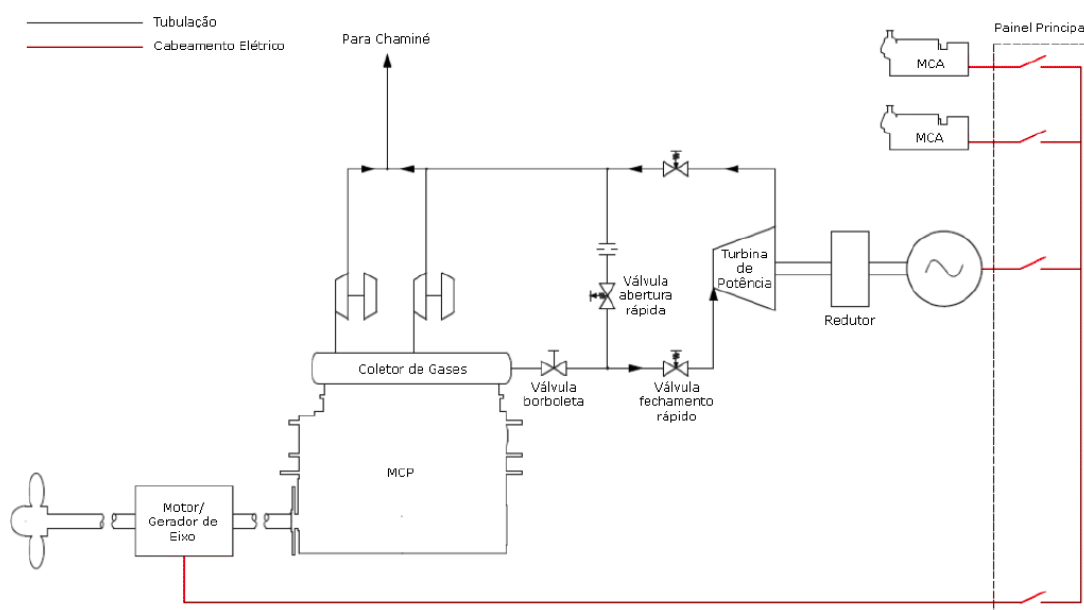 Tubulação
Cabeamento Elétrico
Para Chaminé
Painel Principa
MCA
MCA
Turbina
de
Potência
Válvula
abertura
rápida
Redutor
Coletor de Gases
Válvula
borboleta
Válvula
fechamento
rápido
MCP
Motor/
Gerador de
Eixo